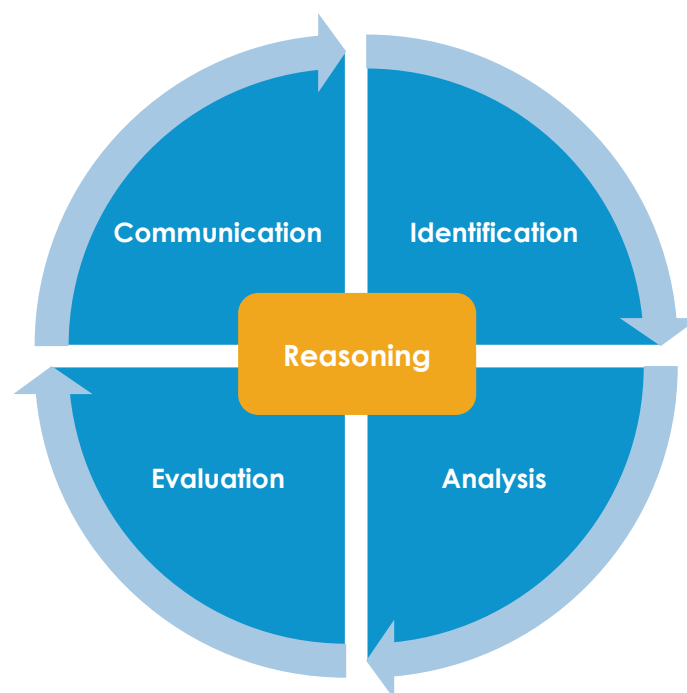 Communication
Identification
Reasoning
Evaluation
Analysis